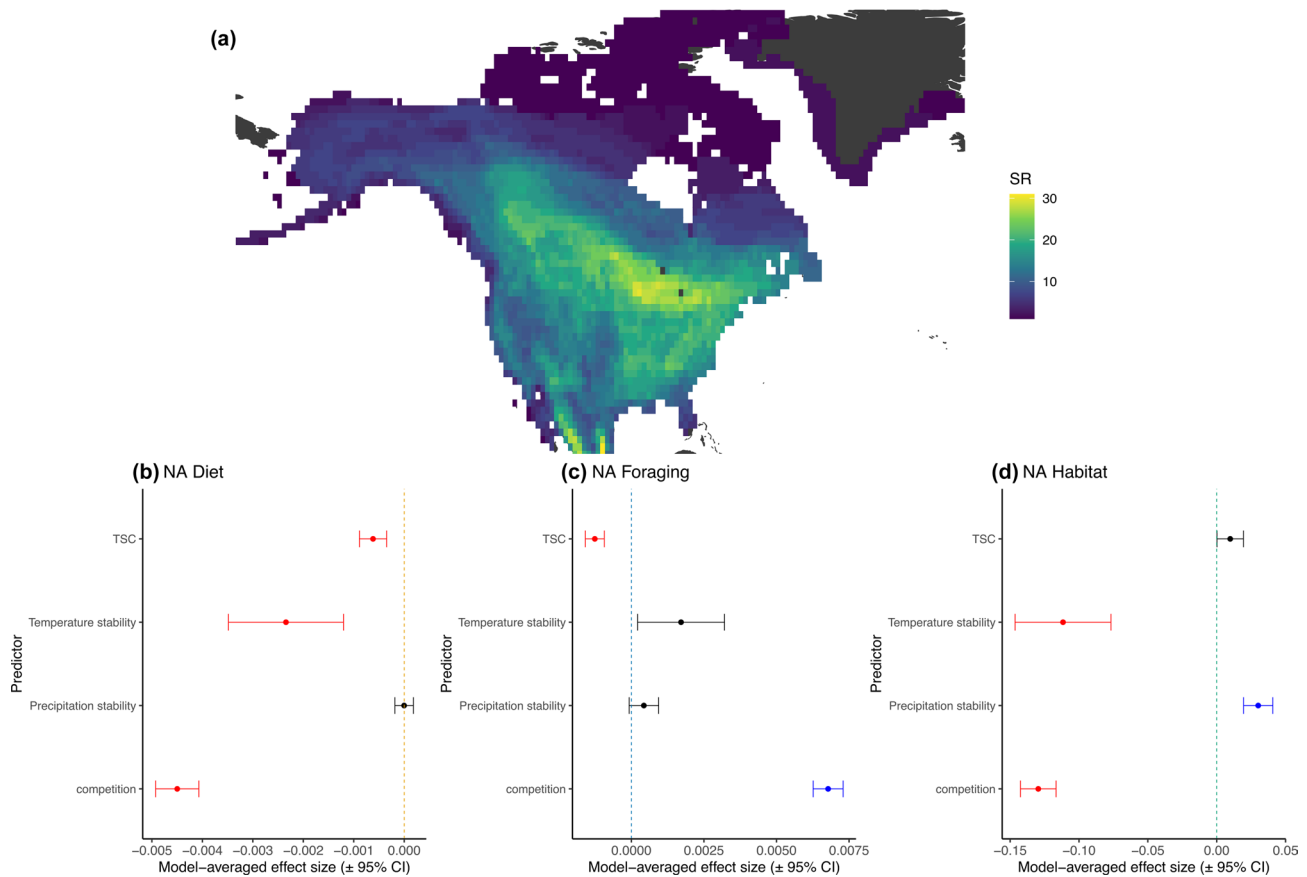 (a)
SR
30
20
10
(b) NA Diet
Predictor
TSC
Temperature stability
Precipitation stability
competition
−0.005 −0.004 −0.003 −0.002 −0.001 0.000
Model−averaged effect size (± 95% CI)
(c) NA Foraging
Predictor
TSC
Temperature stability
Precipitation stability
competition
0.0000 0.0025 0.0050 0.0075
Model−averaged effect size (± 95% CI)
(d) NA Habitat
Predictor
TSC
Temperature stability
Precipitation stability
competition
−0.15 −0.10 −0.05 0.00 0.05
Model−averaged effect size (± 95% CI)